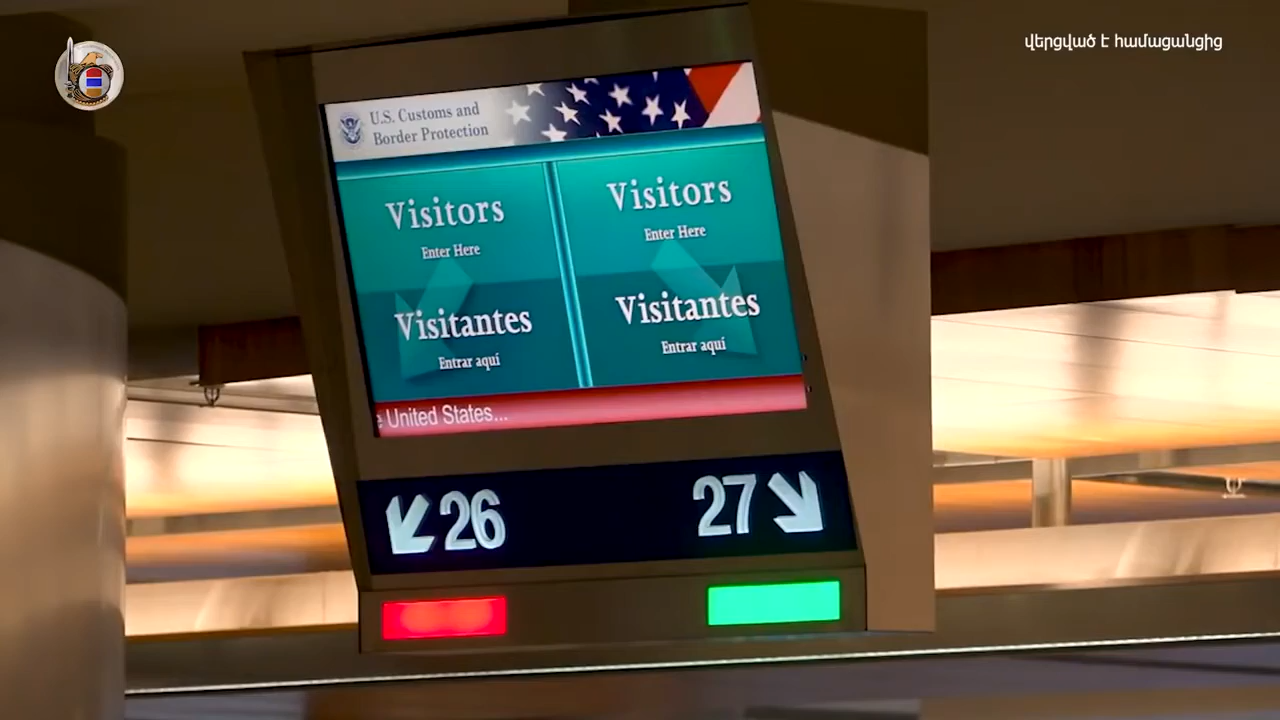 վերցված է համացանցից
U.S. Customs and
Border Protection
Visitors
Enter Here
Visitantes
Entrar aquí
Visitors
Enter Here
Visitantes
Entrar aquí
United States...
26
27